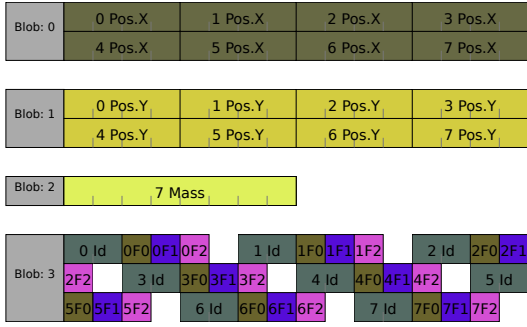 Blob: 0 0 Pos.X 1 Pos.X 2 Pos.X 3 Pos.X
4 Pos.X 5 Pos.X 6 Pos.X 7 Pos.X
Blob: 1 0 Pos.Y 1 Pos.Y 2 Pos.Y 3 Pos.Y
4 Pos.Y 5 Pos.Y 6 Pos.Y 7 Pos.Y
Blob: 2 7 Mass
Blob: 3 0 Id 0F0 0F1 0F2 1 Id 1F0 1F1 1F2 2 Id 2F0 2F1
2F2 3 Id 3F0 3F1 3F2 4 Id 4F0 4F1 4F2 5 Id
5F0 5F1 5F2 6 Id 6F0 6F1 6F2 7 Id 7F0 7F1 7F2